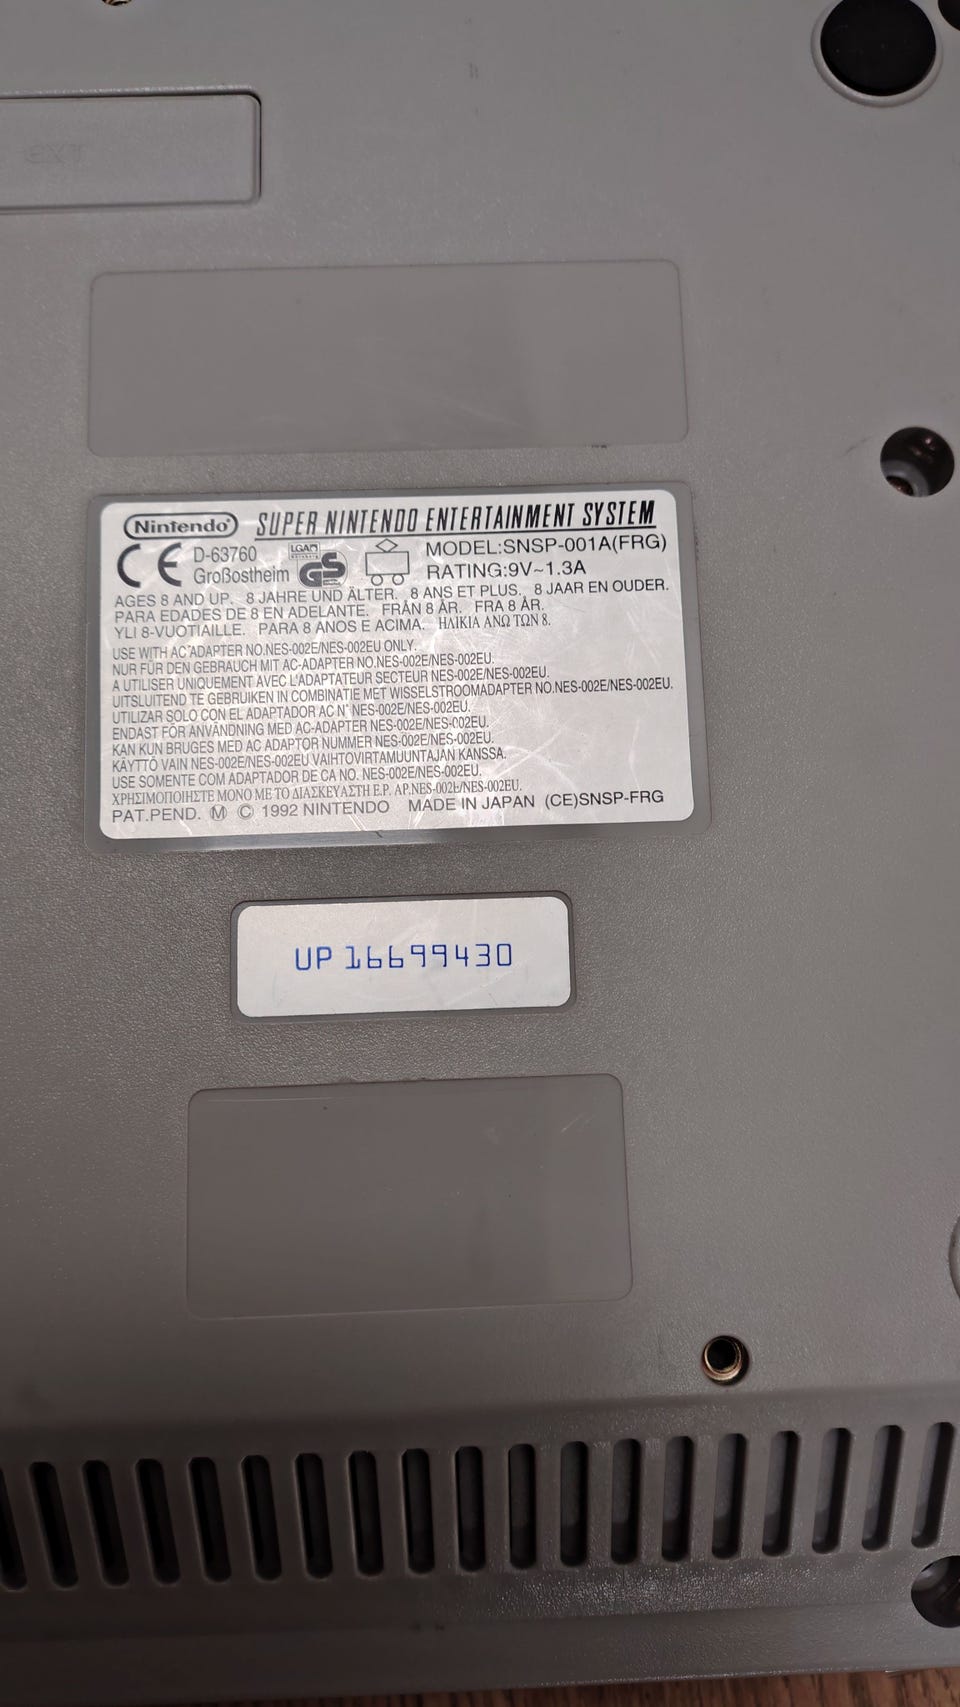 EXT
Nintendo SUPER NINTENDO ENTERTAINMENT SYSTEM
CE D-63760 Großostheim LGA GS MODEL:SNSP-001A(FRG)
RATING:9V~1.3A
AGES 8 AND UP. 8 JAHRE UND ÄLTER. 8 ANS ET PLUS. 8 JAAR EN OUDER.
PARA EDADES DE 8 EN ADELANTE. FRÅN 8 ÅR. FRA 8 ÅR.
YLI 8-VUOTIAILLE. PARA 8 ANOS E ACIMA. ΗΛΙΚΙΑ ΑΝΩ ΤΩΝ 8.
USE WITH AC ADAPTER NO.NES-002E/NES-002EU ONLY.
NUR FÜR DEN GEBRAUCH MIT AC-ADAPTER NO.NES-002E/NES-002EU.
A UTILISER UNIQUEMENT AVEC L'ADAPTATEUR SECTEUR NES-002E/NES-002EU.
UITSLUITEND TE GEBRUIKEN IN COMBINATIE MET WISSELSTROOMADAPTER NO.NES-002E/NES-002EU.
UTILIZAR SOLO CON EL ADAPTADOR AC N° NES-002E/NES-002EU.
ENDAST FÖR ANVÄNDNING MED AC-ADAPTER NES-002E/NES-002EU.
KAN KUN BRUGES MED AC ADAPTOR NUMMER NES-002E/NES-002EU.
KÄYTTÖ VAIN NES-002E/NES-002EU VAIHTOVIRTAMUUNTAJAN KANSSA.
USE SOMENTE COM ADAPTADOR DE CA NO. NES-002E/NES-002EU.
ΧΡΗΣΙΜΟΠΟΙΗΣΤΕ ΜΟΝΟ ΜΕ ΤΟ ΔΙΑΣΚΕΥΑΣΤΗ Ε.Ρ. ΑΡ.NES-002E/NES-002EU.
PAT.PEND. Ⓜ © 1992 NINTENDO MADE IN JAPAN (CE)SNSP-FRG
UP 16699430